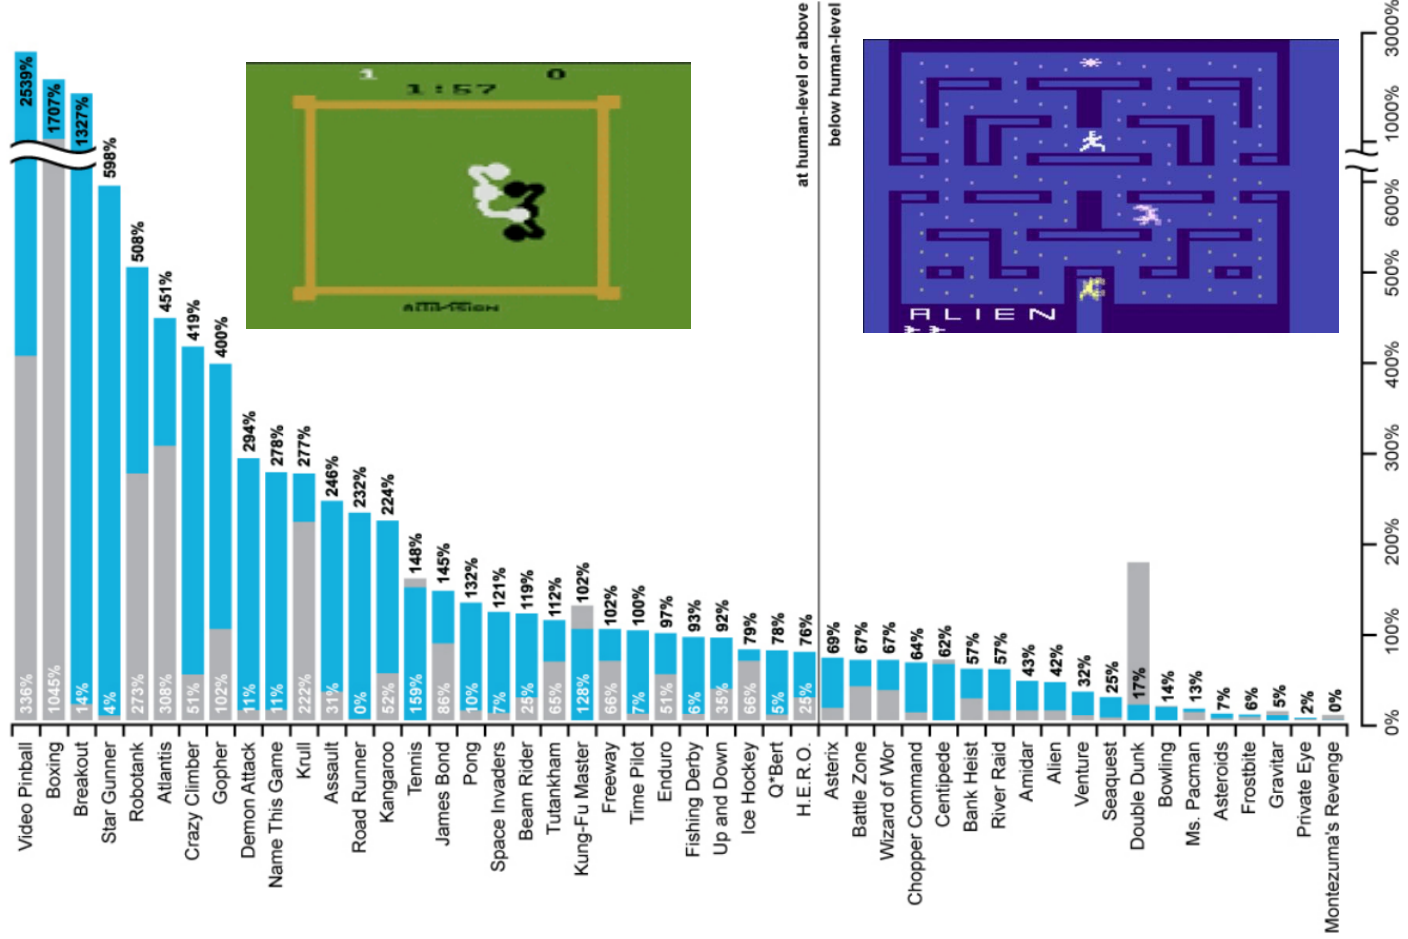 at human-level or above
below human-level
2539%
1707%
1327%
598%
508%
451%
419%
400%
294%
278%
277%
246%
232%
224%
148%
145%
132%
121%
119%
112%
102%
102%
100%
97%
93%
92%
79%
78%
76%
69%
67%
67%
64%
62%
57%
57%
43%
42%
32%
25%
17%
14%
13%
7%
6%
5%
2%
0%
336%
1045%
14%
4%
273%
308%
51%
102%
11%
11%
222%
31%
0%
52%
159%
86%
10%
7%
25%
65%
128%
66%
7%
51%
6%
35%
66%
5%
25%
Video Pinball
Boxing
Breakout
Star Gunner
Robotank
Atlantis
Crazy Climber
Gopher
Demon Attack
Name This Game
Krull
Assault
Road Runner
Kangaroo
Tennis
James Bond
Pong
Space Invaders
Beam Rider
Tutankham
Kung-Fu Master
Freeway
Time Pilot
Enduro
Fishing Derby
Up and Down
Ice Hockey
Q*Bert
H.E.R.O.
Asterix
Battle Zone
Wizard of Wor
Chopper Command
Centipede
Bank Heist
River Raid
Amidar
Alien
Venture
Seaquest
Double Dunk
Bowling
Ms. Pacman
Asteroids
Frostbite
Gravitar
Private Eye
Montezuma's Revenge
3000%
1000%
600%
500%
400%
300%
200%
100%
0%
1 0
1:57
ACTIVISION
ALIEN